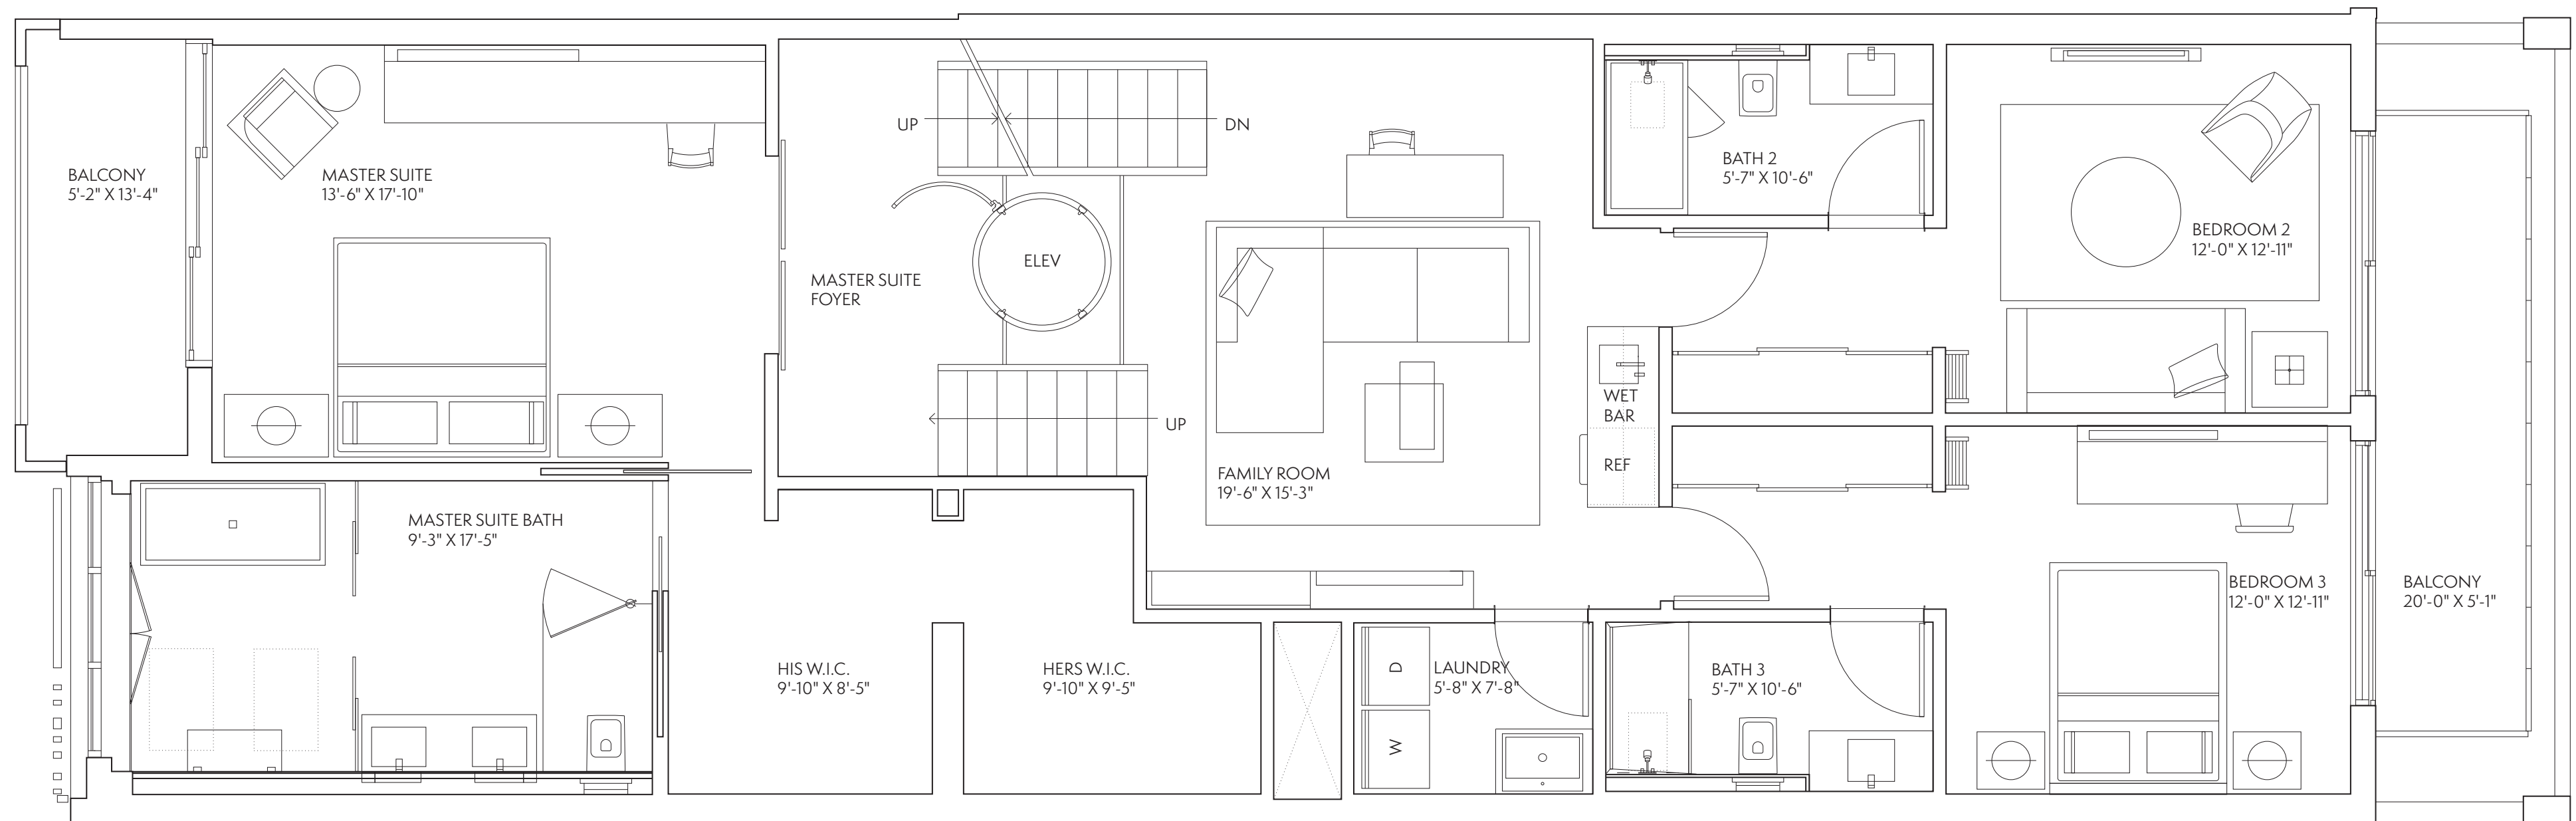 BALCONY
5'-2" X 13'-4"
MASTER SUITE
13'-6" X 17'-10"
UP
DN
ELEV
MASTER SUITE
FOYER
UP
BATH 2
5'-7" X 10'-6"
BEDROOM 2
12'-0" X 12'-11"
WET
BAR
REF
FAMILY ROOM
19'-6" X 15'-3"
MASTER SUITE BATH
9'-3" X 17'-5"
HIS W.I.C.
9'-10" X 8'-5"
HERS W.I.C.
9'-10" X 9'-5"
D
W
LAUNDRY
5'-8" X 7'-8"
BATH 3
5'-7" X 10'-6"
BEDROOM 3
12'-0" X 12'-11"
BALCONY
20'-0" X 5'-1"